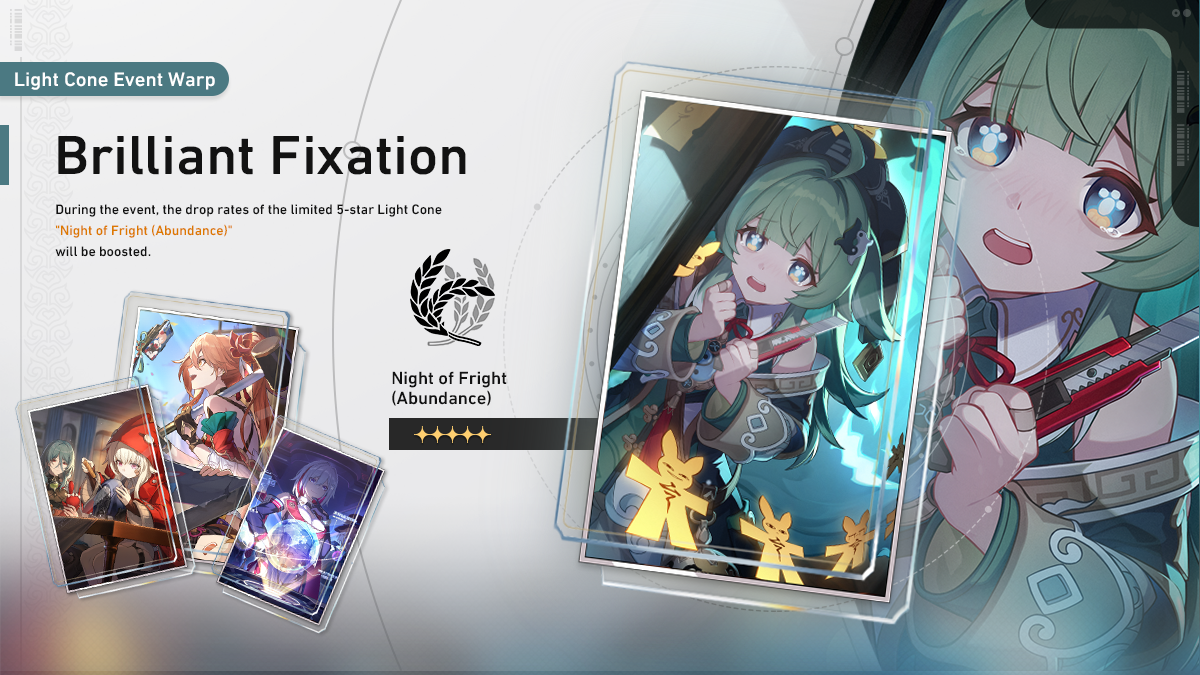 Light Cone Event Warp
Brilliant Fixation
During the event, the drop rates of the limited 5-star Light Cone
"Night of Fright (Abundance)"
will be boosted.
Night of Fright
(Abundance)